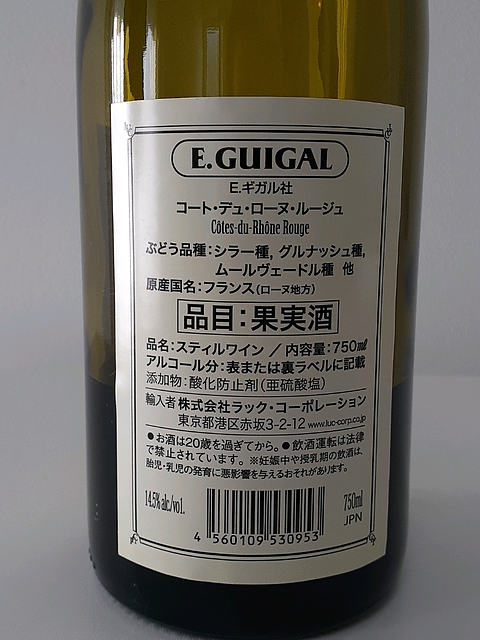 E.GUIGAL
E.ギガル社
コート・デュ・ローヌ・ルージュ
Côtes-du-Rhône Rouge
ぶどう品種：シラー種, グルナッシュ種,
ムールヴェードル種 他
原産国名：フランス(ローヌ地方)
品目：果実酒
品名：スティルワイン ／ 内容量：750㎖
アルコール分：表または裏ラベルに記載
添加物：酸化防止剤（亜硫酸塩）
輸入者 株式会社ラック・コーポレーション
東京都港区赤坂3-2-12 www.luc-corp.co.jp
●お酒は20歳を過ぎてから。●飲酒運転は法律
で禁止されています。※妊娠中や授乳期の飲酒は、
胎児・乳児の発育に悪影響を与えるおそれがあります。
14.5% alc./vol.
750ml
JPN
4 560109 530953